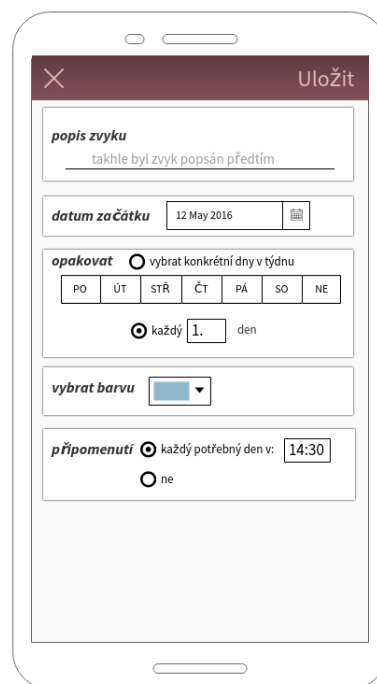 Uložit
popis zvyku
takhle byl zvyk popsán předtím
datum začátku 12 May 2016
opakovat vybrat konkrétní dny v týdnu
PO ÚT STŘ ČT PÁ SO NE
každý 1. den
vybrat barvu
připomenutí každý potřebný den v: 14:30
ne